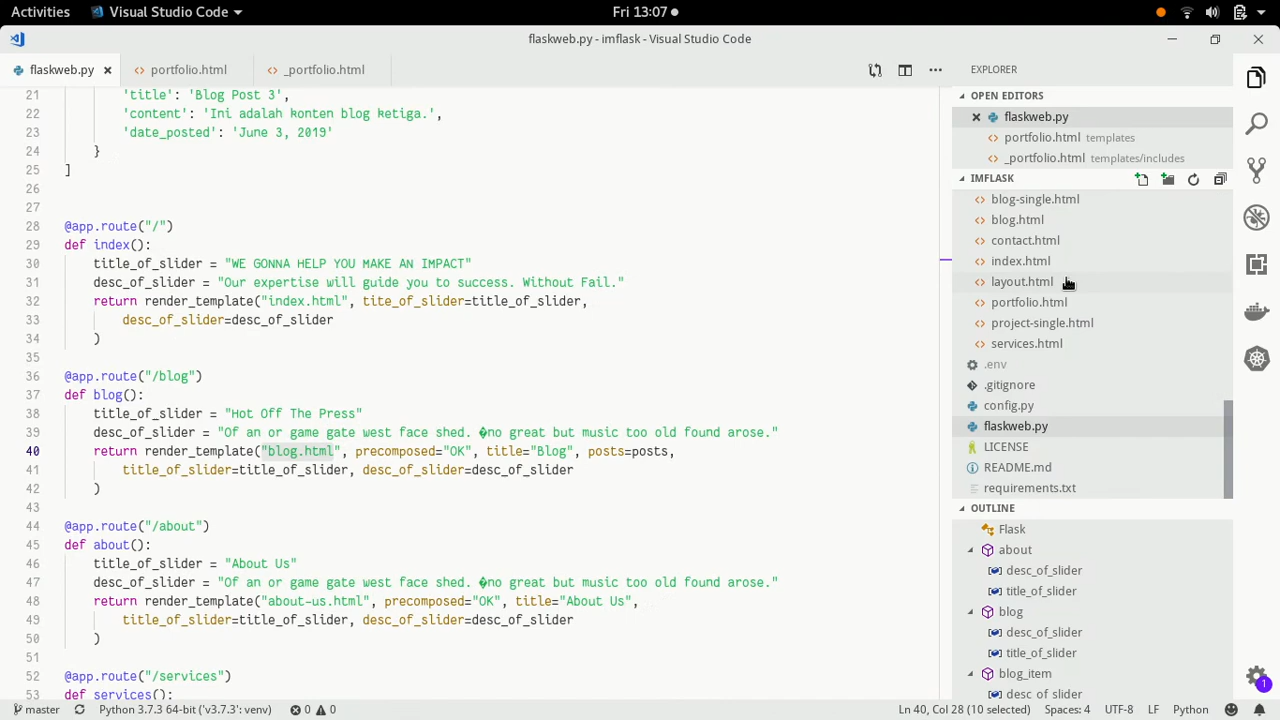 Activities
Visual Studio Code
Fri 13:07
flaskweb.py - imflask - Visual Studio Code
flaskweb.py
portfolio.html
_portfolio.html
21 'title': 'Blog Post 3',
22 'content': 'Ini adalah konten blog ketiga.',
23 'date_posted': 'June 3, 2019'
24 }
25 ]
26
27
28 @app.route("/")
29 def index():
30 title_of_slider = "WE GONNA HELP YOU MAKE AN IMPACT"
31 desc_of_slider = "Our expertise will guide you to success. Without Fail."
32 return render_template("index.html", tite_of_slider=title_of_slider,
33 desc_of_slider=desc_of_slider
34 )
35
36 @app.route("/blog")
37 def blog():
38 title_of_slider = "Hot Off The Press"
39 desc_of_slider = "Of an or game gate west face shed. �no great but music too old found arose."
40 return render_template("blog.html", precomposed="OK", title="Blog", posts=posts,
41 title_of_slider=title_of_slider, desc_of_slider=desc_of_slider
42 )
43
44 @app.route("/about")
45 def about():
46 title_of_slider = "About Us"
47 desc_of_slider = "Of an or game gate west face shed. �no great but music too old found arose."
48 return render_template("about-us.html", precomposed="OK", title="About Us",
49 title_of_slider=title_of_slider, desc_of_slider=desc_of_slider
50 )
51
52 @app.route("/services")
53 def services():
EXPLORER
OPEN EDITORS
flaskweb.py
portfolio.html templates
_portfolio.html templates/includes
IMFLASK
blog-single.html
blog.html
contact.html
index.html
layout.html
portfolio.html
project-single.html
services.html
.env
.gitignore
config.py
flaskweb.py
LICENSE
README.md
requirements.txt
OUTLINE
Flask
about
desc_of_slider
title_of_slider
blog
desc_of_slider
title_of_slider
blog_item
desc_of_slider
1
master
Python 3.7.3 64-bit ('v3.7.3': venv)
0
0
Ln 40, Col 28 (10 selected)
Spaces: 4
UTF-8
LF
Python